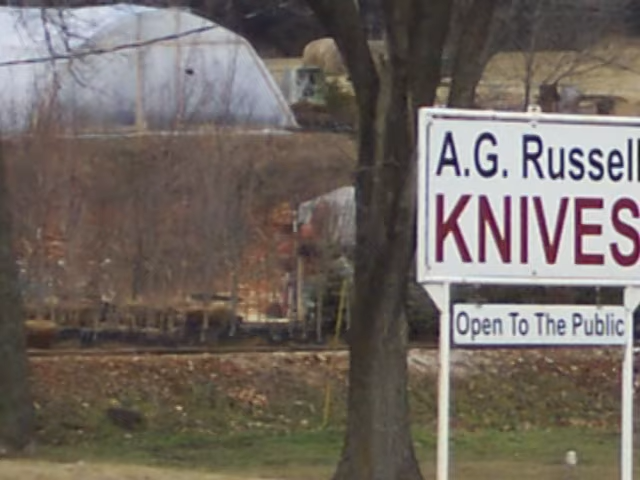 A.G. Russell
KNIVES
Open To The Public